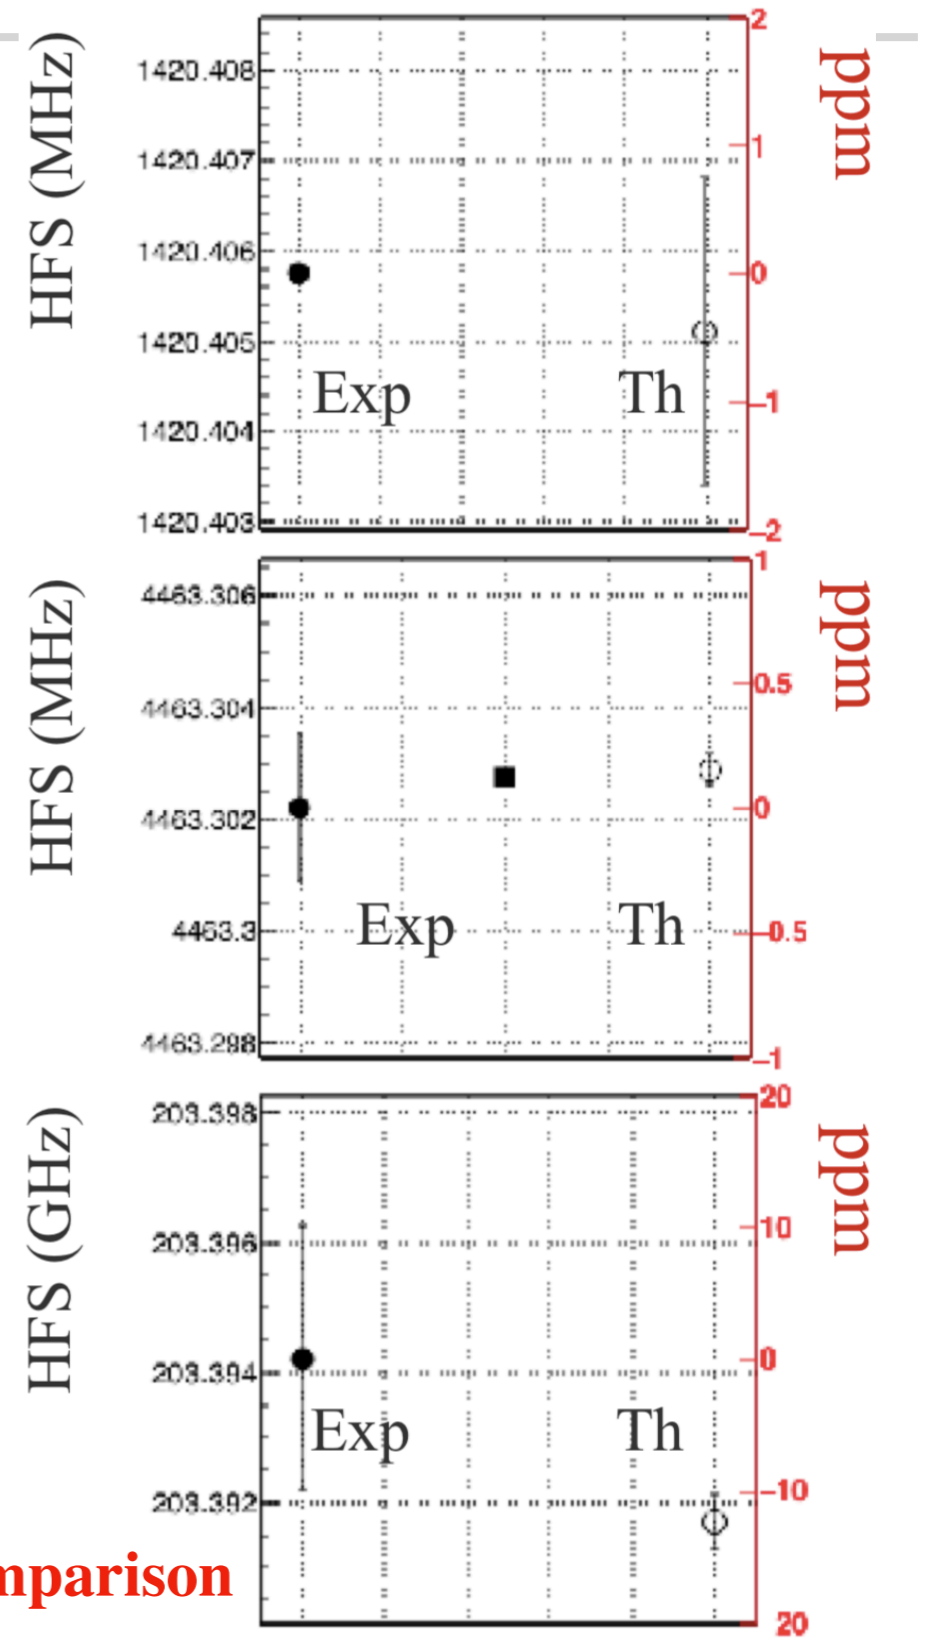 HFS (MHz)
1420.408
1420.407
1420.406
1420.405
1420.404
1420.403
Exp
Th
2
1
0
-1
-2
ppm
HFS (MHz)
4463.306
4463.304
4463.302
4463.3
4463.298
Exp
Th
1
0.5
0
-0.5
-1
ppm
HFS (GHz)
203.398
203.396
203.394
203.392
Exp
Th
20
10
0
-10
20
ppm
mparison